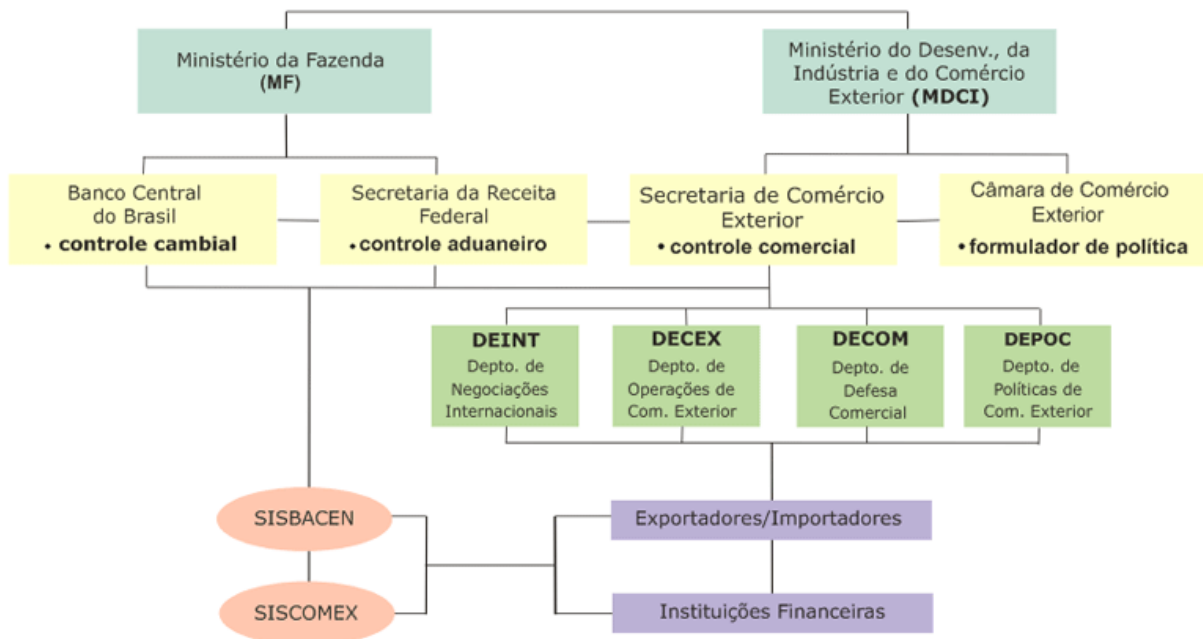 Ministério da Fazenda
(MF)
Ministério do Desenv., da
Indústria e do Comércio
Exterior (MDCI)
Banco Central
do Brasil
• controle cambial
Secretaria da Receita
Federal
• controle aduaneiro
Secretaria de Comércio
Exterior
• controle comercial
Câmara de Comércio
Exterior
• formulador de política
DEINT
Depto. de
Negociações
Internacionais
DECEX
Depto. de
Operações de
Com. Exterior
DECOM
Depto. de
Defesa
Comercial
DEPOC
Depto. de
Políticas de
Com. Exterior
SISBACEN
Exportadores/Importadores
SISCOMEX
Instituições Financeiras